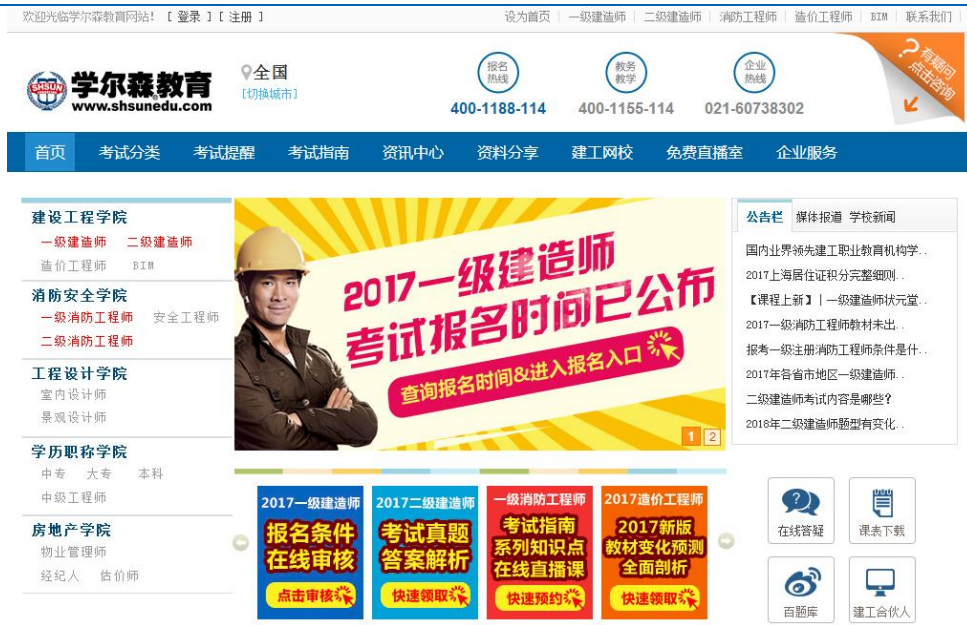 欢迎光临学尔森教育网站! [ 登录 ] [ 注册 ]
设为首页 一级建造师 二级建造师 消防工程师 造价工程师 BIM 联系我们
SHSUN
学尔森教育
www.shsunedu.com
全国
[切换城市]
报名
热线
400-1188-114
教务
教学
400-1155-114
企业
热线
021-60738302
?有疑问
点击咨询
首页 考试分类 考试提醒 考试指南 资讯中心 资料分享 建工网校 免费直播室 企业服务
建设工程学院
一级建造师 二级建造师
造价工程师 BIM
消防安全学院
一级消防工程师 安全工程师
二级消防工程师
工程设计学院
室内设计师
景观设计师
学历职称学院
中专 大专 本科
中级工程师
房地产学院
物业管理师
经纪人 估价师
2017一级建造师
考试报名时间已公布
查询报名时间&进入报名入口
1 2
公告栏 媒体报道 学校新闻
国内业界领先建工职业教育机构学..
2017上海居住证积分完整细则..
【课程上新】|一级建造师状元堂..
2017一级消防工程师教材未出..
报考一级注册消防工程师条件是什..
2017年各省市地区一级建造师..
二级建造师考试内容是哪些?
2018年二级建造师题型有变化..
2017一级建造师
报名条件
在线审核
点击审核
2017二级建造师
考试真题
答案解析
快速领取
一级消防工程师
考试指南
系列知识点
在线直播课
快速预约
2017造价工程师
2017新版
教材变化预测
全面剖析
快速领取
?
在线答疑
课表下载
百题库
建工合伙人